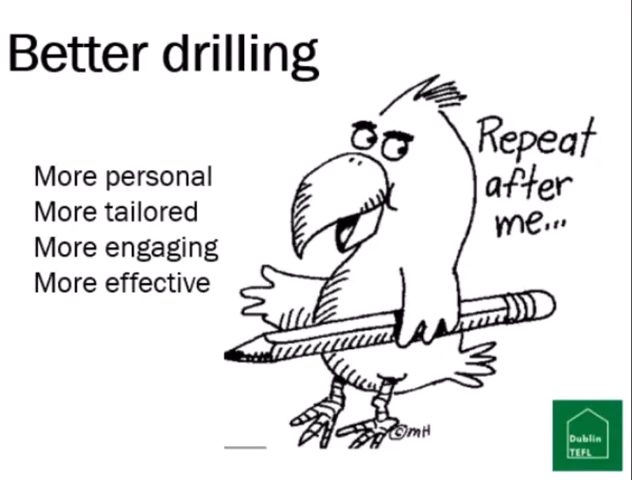 Better drilling
More personal
More tailored
More engaging
More effective
Repeat
after
me...
©mH
Dublin
TEFL